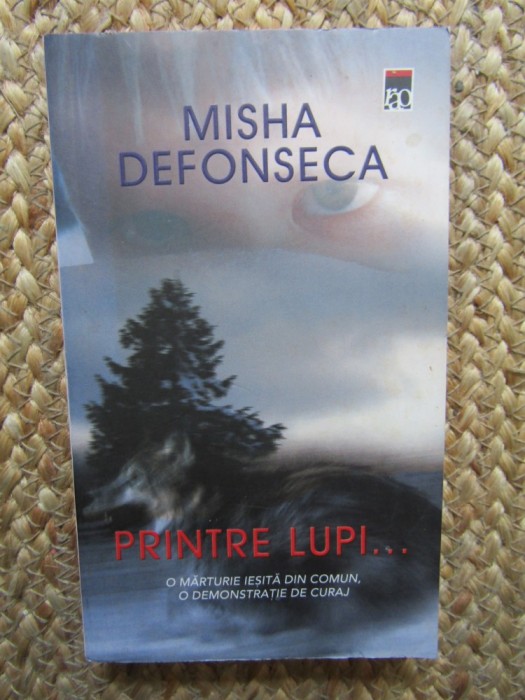 rao
MISHA
DEFONSECA
PRINTRE LUPI...
O MĂRTURIE IEȘITĂ DIN COMUN,
O DEMONSTRAȚIE DE CURAJ